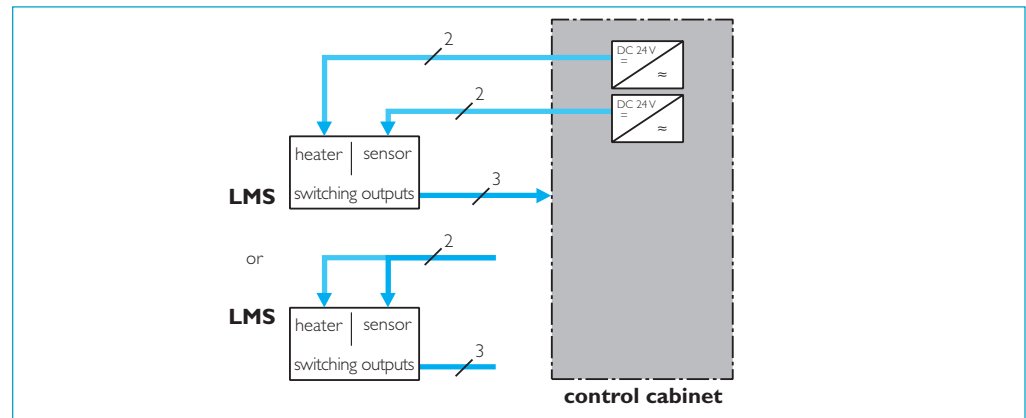 2
DC 24 V
=
≈
2
DC 24 V
=
≈
heater sensor
switching outputs
LMS
3
or
2
LMS
heater sensor
switching outputs
3
control cabinet